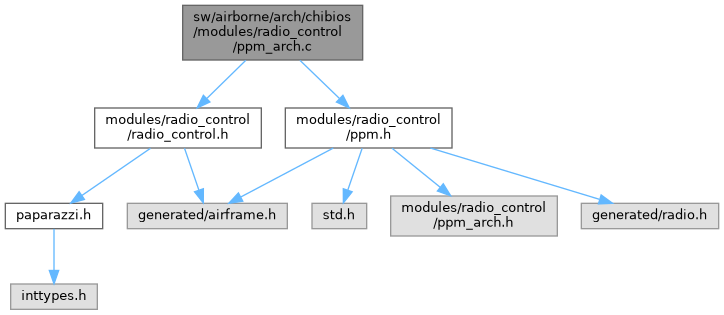 sw/airborne/arch/chibios
/modules/radio_control
/ppm_arch.c
modules/radio_control
/radio_control.h
modules/radio_control
/ppm.h
paparazzi.h
generated/airframe.h
std.h
modules/radio_control
/ppm_arch.h
generated/radio.h
inttypes.h